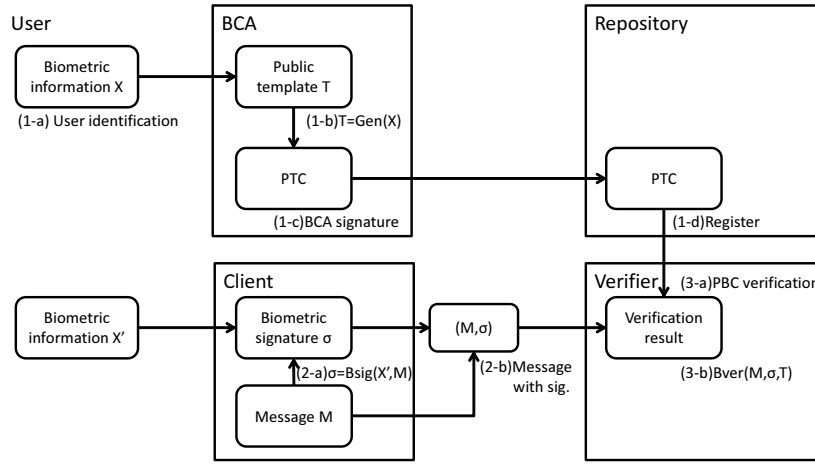 User
BCA
Repository
Biometric
information X
Public
template T
(1-a) User identification
(1-b)T=Gen(X)
PTC
PTC
(1-c)BCA signature
(1-d)Register
Client
Verifier
(3-a)PBC verification
Biometric
information X’
Biometric
signature σ
(M,σ)
Verification
result
(2-a)σ=Bsig(X’,M)
(2-b)Message
with sig.
(3-b)Bver(M,σ,T)
Message M